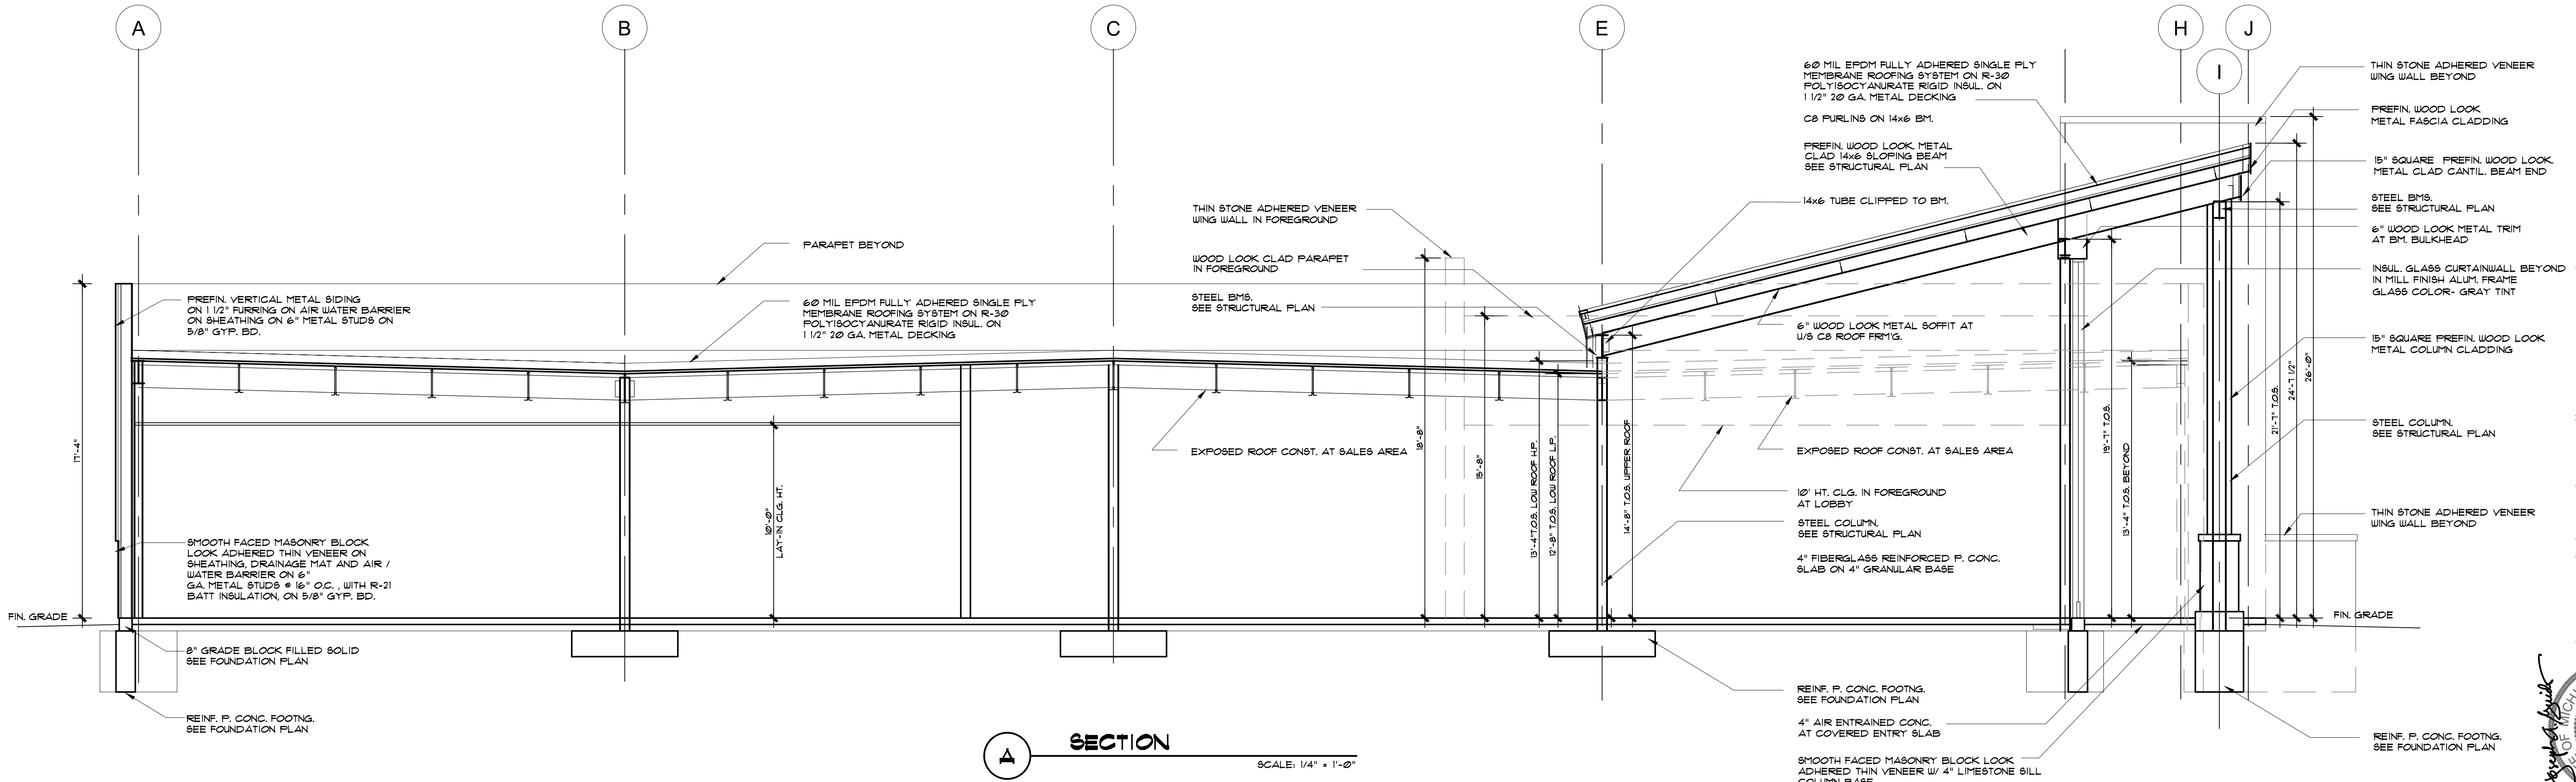 A
B
C
E
H
J
I
60 MIL EPDM FULLY ADHERED SINGLE PLY
MEMBRANE ROOFING SYSTEM ON R-30
POLYISOCYANURATE RIGID INSUL. ON
1 1/2" 20 GA. METAL DECKING
C8 PURLINS ON 14x6 BM.
PREFIN. WOOD LOOK METAL
CLAD 14x6 SLOPING BEAM
SEE STRUCTURAL PLAN
14x6 TUBE CLIPPED TO BM.
THIN STONE ADHERED VENEER
WING WALL BEYOND
PREFIN. WOOD LOOK
METAL FASCIA CLADDING
15" SQUARE PREFIN. WOOD LOOK
METAL CLAD CANTIL. BEAM END
STEEL BMS.
SEE STRUCTURAL PLAN
6" WOOD LOOK METAL TRIM
AT BM. BULKHEAD
INSUL. GLASS CURTAINWALL BEYOND
IN MILL FINISH ALUM. FRAME
GLASS COLOR- GRAY TINT
15" SQUARE PREFIN. WOOD LOOK
METAL COLUMN CLADDING
STEEL COLUMN.
SEE STRUCTURAL PLAN
THIN STONE ADHERED VENEER
WING WALL BEYOND
THIN STONE ADHERED VENEER
WING WALL IN FOREGROUND
WOOD LOOK CLAD PARAPET
IN FOREGROUND
STEEL BMS.
SEE STRUCTURAL PLAN
PARAPET BEYOND
PREFIN. VERTICAL METAL SIDING
ON 1 1/2" FURRING ON AIR WATER BARRIER
ON SHEATHING ON 6" METAL STUDS ON
5/8" GYP. BD.
60 MIL EPDM FULLY ADHERED SINGLE PLY
MEMBRANE ROOFING SYSTEM ON R-30
POLYISOCYANURATE RIGID INSUL. ON
1 1/2" 20 GA. METAL DECKING
6" WOOD LOOK METAL SOFFIT AT
U/S C8 ROOF FRM'G.
17'-4"
10'-0"
LAY-IN CLG. HT.
EXPOSED ROOF CONST. AT SALES AREA
18'-8"
15'-8"
13'-4"T.O.S. LOW ROOF H.P.
12'-8" T.O.S. LOW ROOF L.P.
14'-8" T.O.S. UPPER ROOF
EXPOSED ROOF CONST. AT SALES AREA
19'-7" T.O.S.
13'-4" T.O.S. BEYOND
21'-7" T.O.S.
24'-7 1/2"
26'-0"
10' HT. CLG. IN FOREGROUND
AT LOBBY
STEEL COLUMN.
SEE STRUCTURAL PLAN
4" FIBERGLASS REINFORCED P. CONC.
SLAB ON 4" GRANULAR BASE
SMOOTH FACED MASONRY BLOCK
LOOK ADHERED THIN VENEER ON
SHEATHING, DRAINAGE MAT AND AIR /
WATER BARRIER ON 6"
GA. METAL STUDS @ 16" O.C. , WITH R-21
BATT INSULATION, ON 5/8" GYP. BD.
FIN. GRADE
FIN. GRADE
8" GRADE BLOCK FILLED SOLID
SEE FOUNDATION PLAN
REINF. P. CONC. FOOTNG.
SEE FOUNDATION PLAN
REINF. P. CONC. FOOTNG.
SEE FOUNDATION PLAN
4" AIR ENTRAINED CONC.
AT COVERED ENTRY SLAB
SMOOTH FACED MASONRY BLOCK LOOK
ADHERED THIN VENEER W/ 4" LIMESTONE SILL
COLUMN BASE
REINF. P. CONC. FOOTNG.
SEE FOUNDATION PLAN
A
SECTION
SCALE: 1/4" = 1'-0"
OF MICH